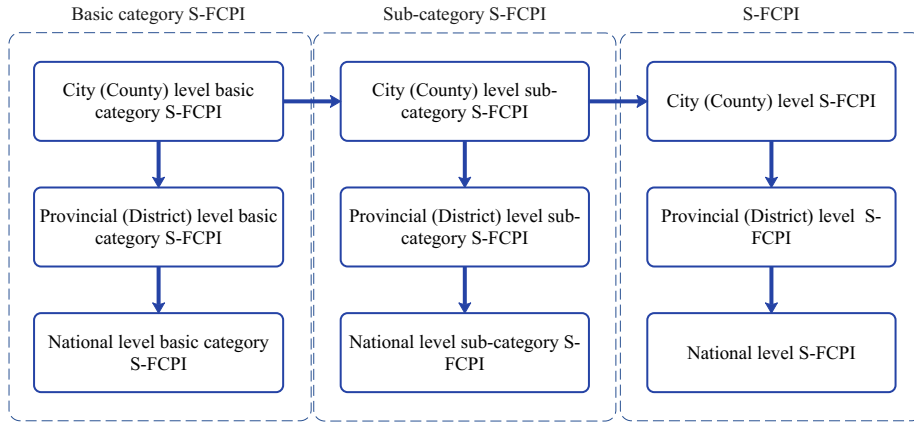 Basic category S-FCPI
Sub-category S-FCPI
S-FCPI
City (County) level basic
category S-FCPI
City (County) level sub-
category S-FCPI
City (County) level S-FCPI
Provincial (District) level basic
category S-FCPI
Provincial (District) level sub-
category S-FCPI
Provincial (District) level S-
FCPI
National level basic category
S-FCPI
National level sub-category S-
FCPI
National level S-FCPI